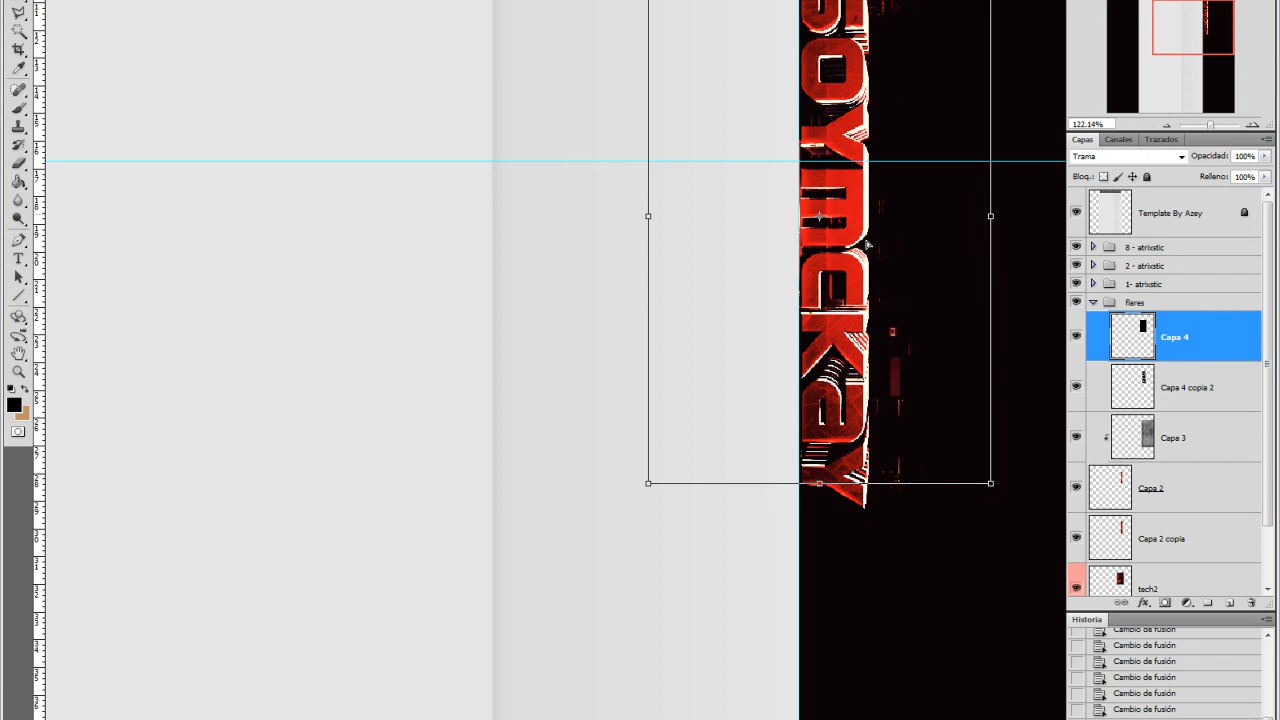 122.14%
Capas Canales Trazados
Trama Opacidad: 100%
Bloq.: Relleno: 100%
Template By Azey
8 - atrixstic
2 - atrixstic
1- atrixstic
flares
Capa 4
Capa 4 copia 2
Capa 3
Capa 2
Capa 2 copia
tech2
Historia
Cambio de fusión
Cambio de fusión
Cambio de fusión
Cambio de fusión
Cambio de fusión
Cambio de fusión